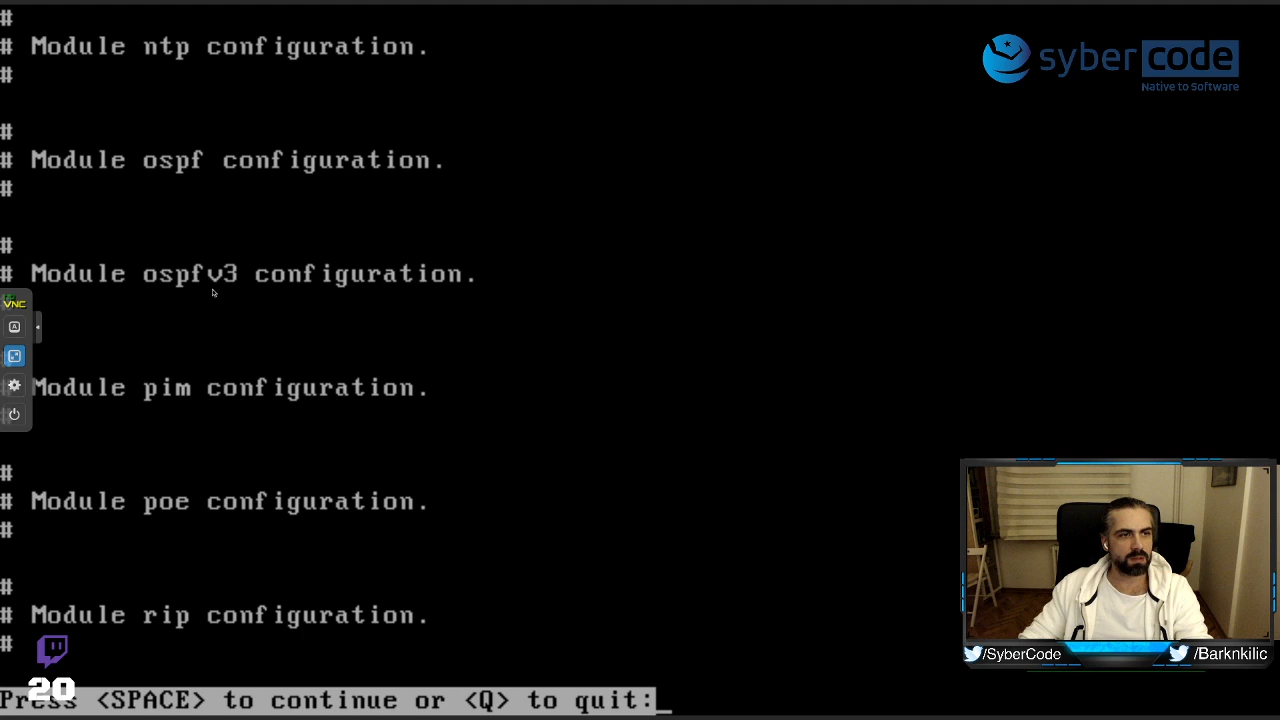 #
# Module ntp configuration.
#
#
# Module ospf configuration.
#
#
# Module ospfv3 configuration.
Module pim configuration.
#
# Module poe configuration.
#
#
# Module rip configuration.
#
Press <SPACE> to continue or <Q> to quit:_
syber code
Native to Software
VNC
A
20
/SyberCode
/Barknkilic